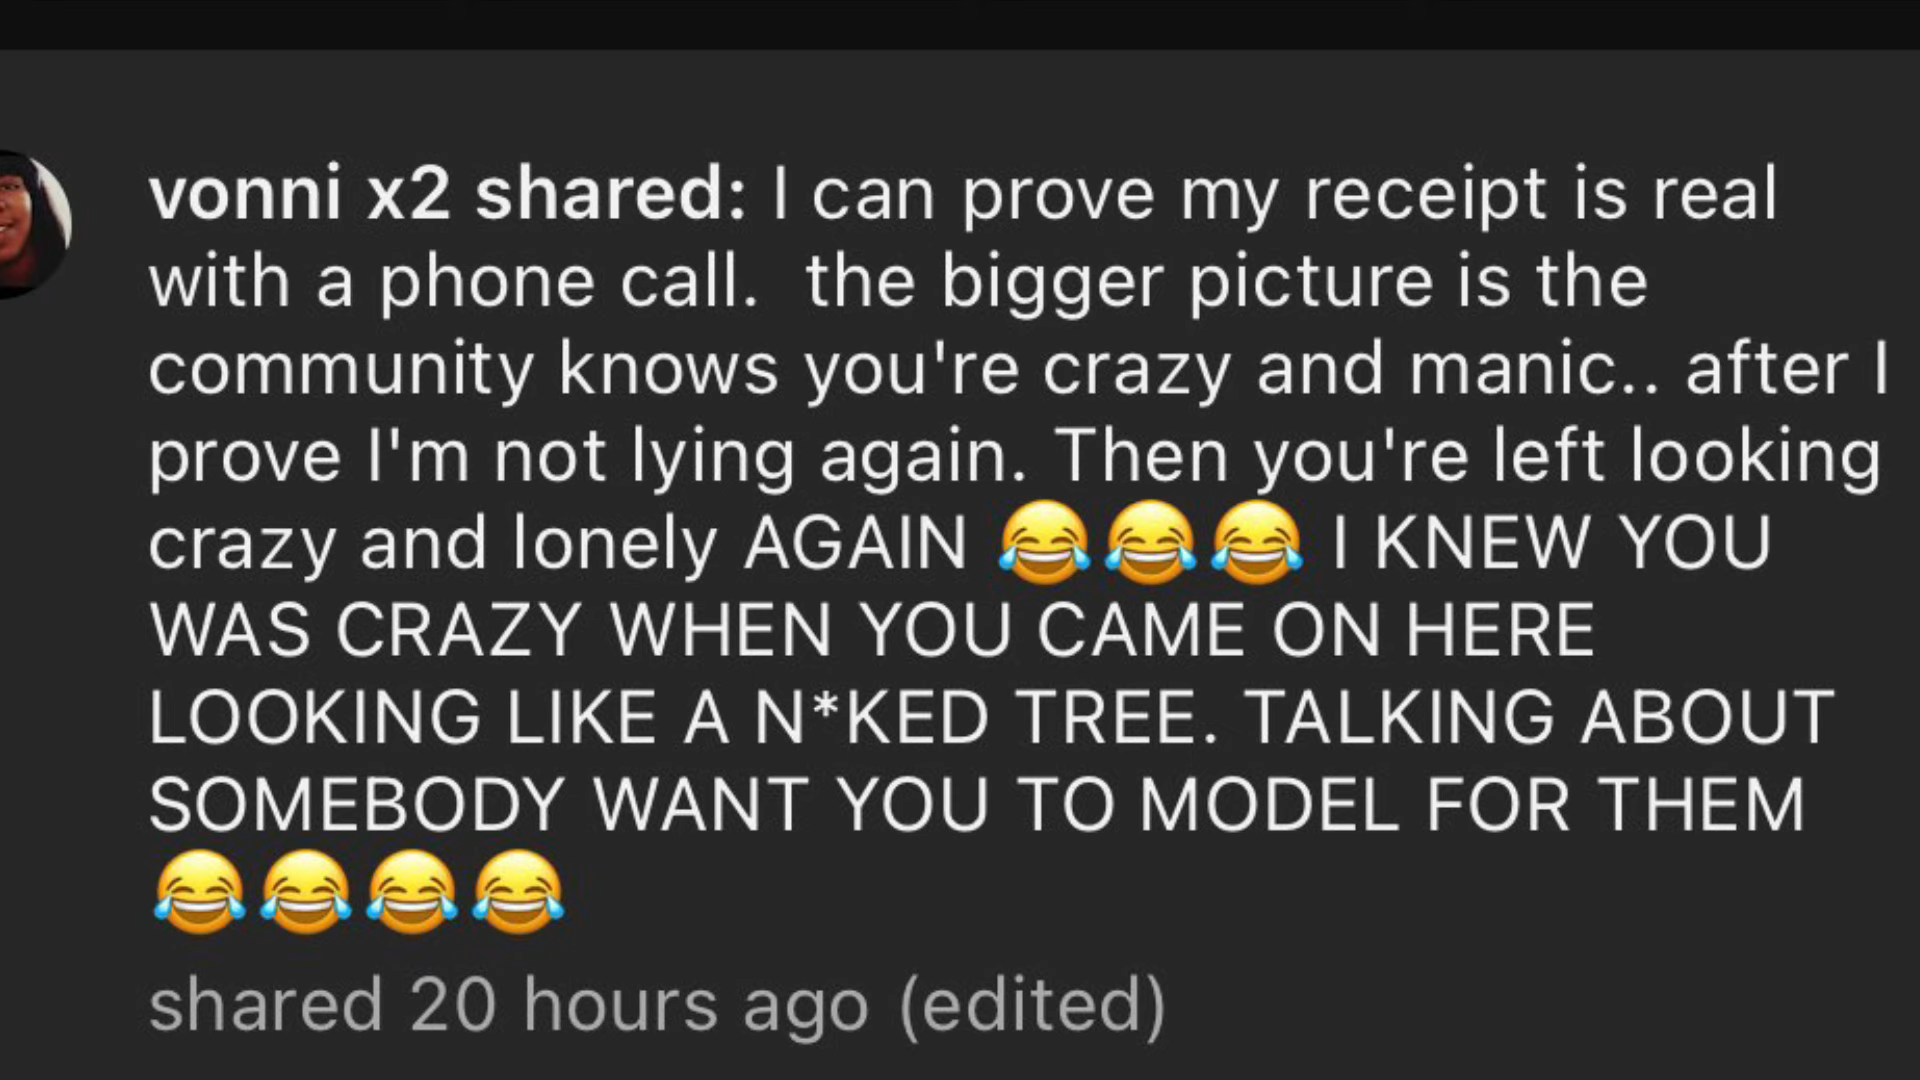 vonni x2 shared: I can prove my receipt is real
with a phone call.  the bigger picture is the
community knows you're crazy and manic.. after I
prove I'm not lying again. Then you're left looking
crazy and lonely AGAIN 😂😂😂 I KNEW YOU
WAS CRAZY WHEN YOU CAME ON HERE
LOOKING LIKE A N*KED TREE. TALKING ABOUT
SOMEBODY WANT YOU TO MODEL FOR THEM
😂😂😂😂
shared 20 hours ago (edited)